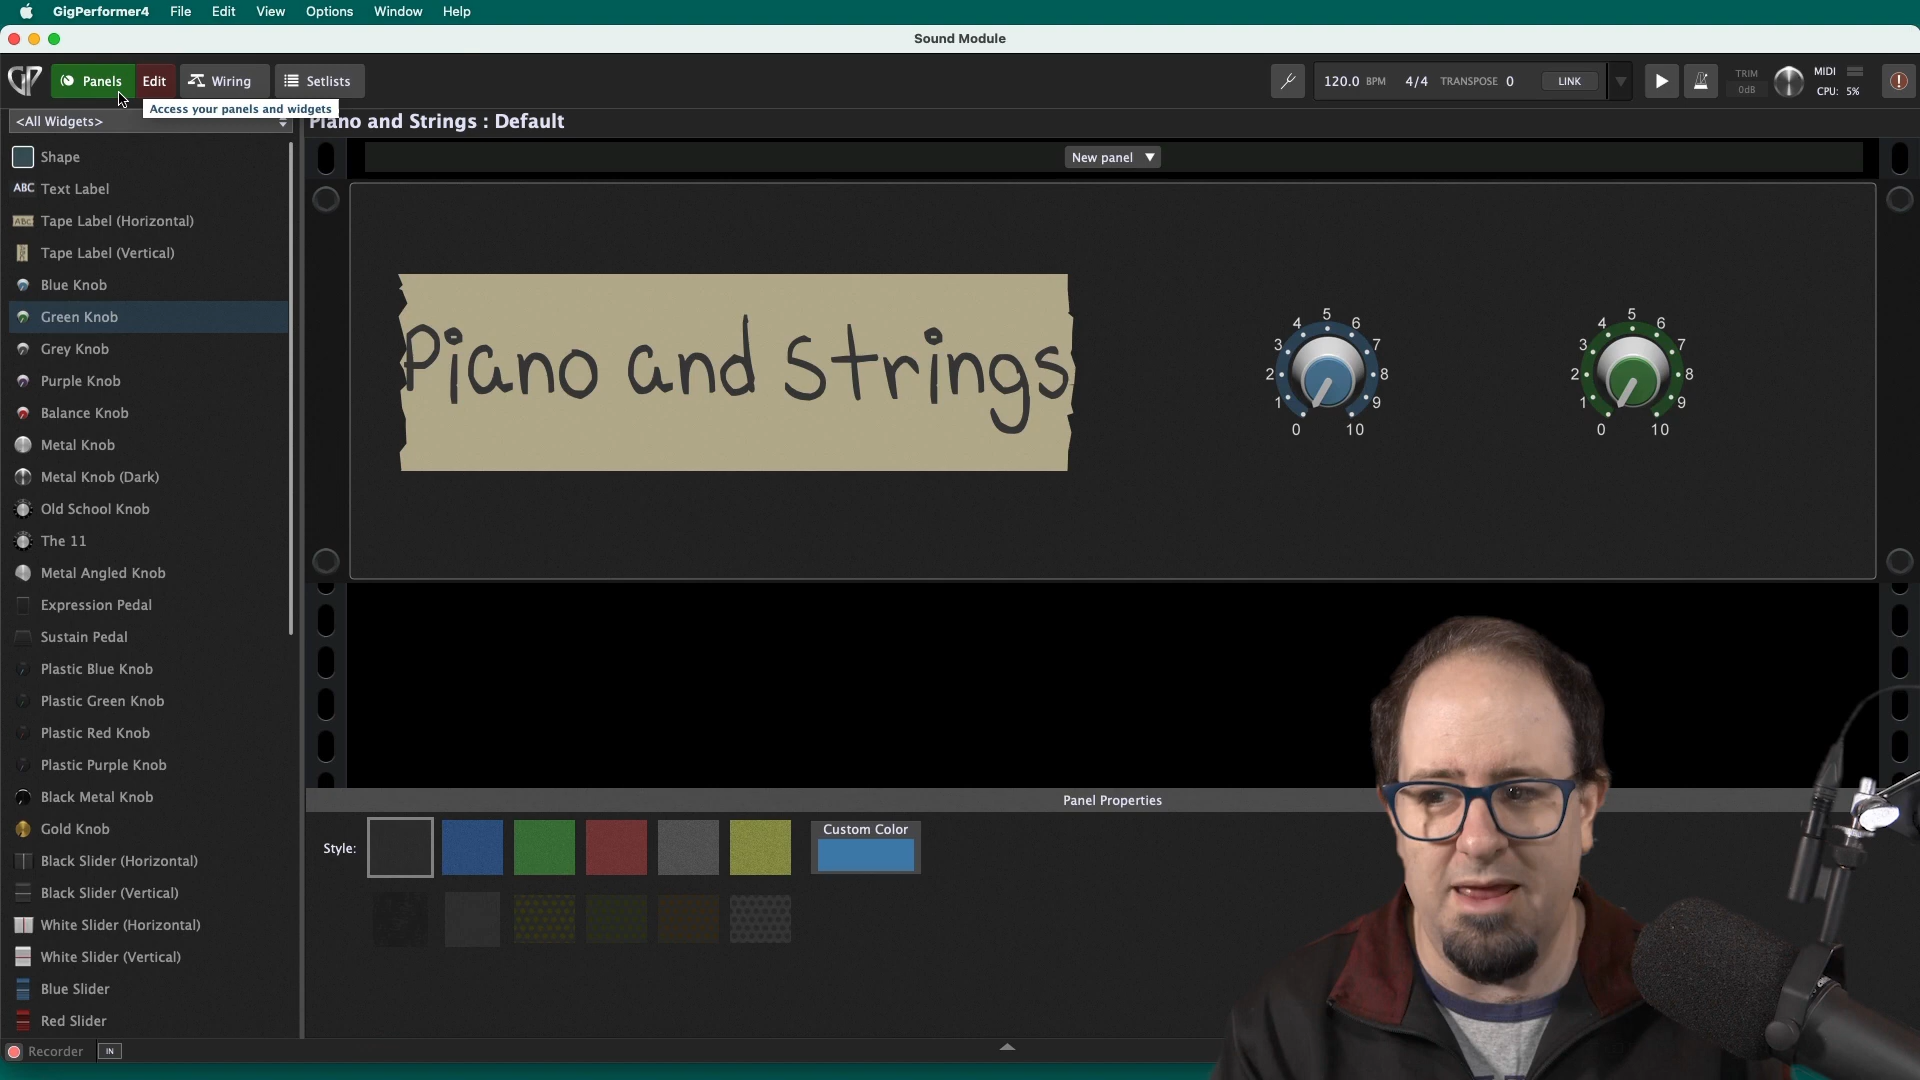 GigPerformer4 File Edit View Options Window Help
Sound Module
GP Panels Edit Wiring Setlists 120.0 BPM 4/4 TRANSPOSE 0 LINK TRIM 0dB MIDI CPU: 5%
Access your panels and widgets
<All Widgets>
Piano and Strings : Default
New panel
Shape
ABC Text Label
ABC Tape Label (Horizontal)
Tape Label (Vertical)
Blue Knob
Green Knob
Grey Knob
Purple Knob
Balance Knob
Metal Knob
Metal Knob (Dark)
Old School Knob
The 11
Metal Angled Knob
Expression Pedal
Sustain Pedal
Plastic Blue Knob
Plastic Green Knob
Plastic Red Knob
Plastic Purple Knob
Black Metal Knob
Gold Knob
Black Slider (Horizontal)
Black Slider (Vertical)
White Slider (Horizontal)
White Slider (Vertical)
Blue Slider
Red Slider
Piano and Strings
0 1 2 3 4 5 6 7 8 9 10
0 1 2 3 4 5 6 7 8 9 10
Panel Properties
Style: Custom Color
Recorder IN